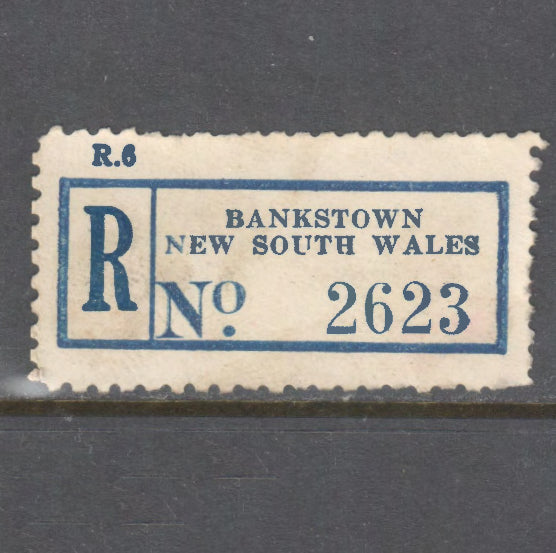 R.6
R
BANKSTOWN
NEW SOUTH WALES
No. 2623